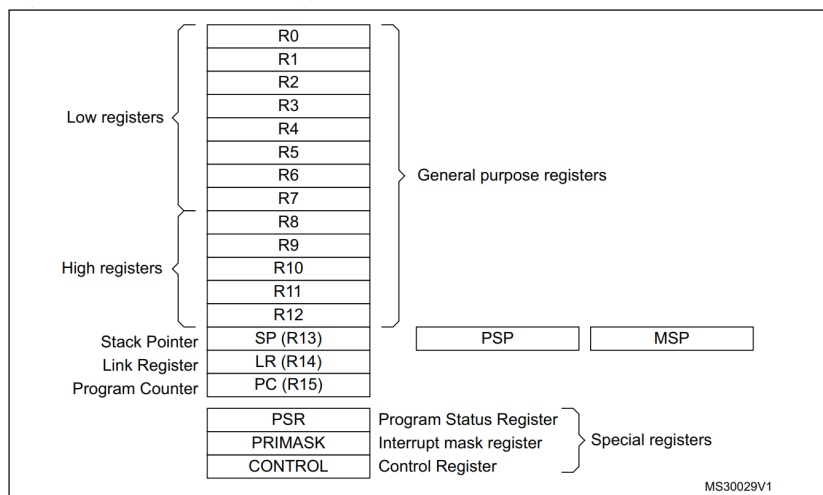 R0
R1
R2
R3
Low registers
R4
R5
R6
General purpose registers
R7
R8
R9
High registers
R10
R11
R12
Stack Pointer SP (R13) PSP MSP
Link Register LR (R14)
Program Counter PC (R15)
PSR Program Status Register
PRIMASK Interrupt mask register Special registers
CONTROL Control Register
MS30029V1